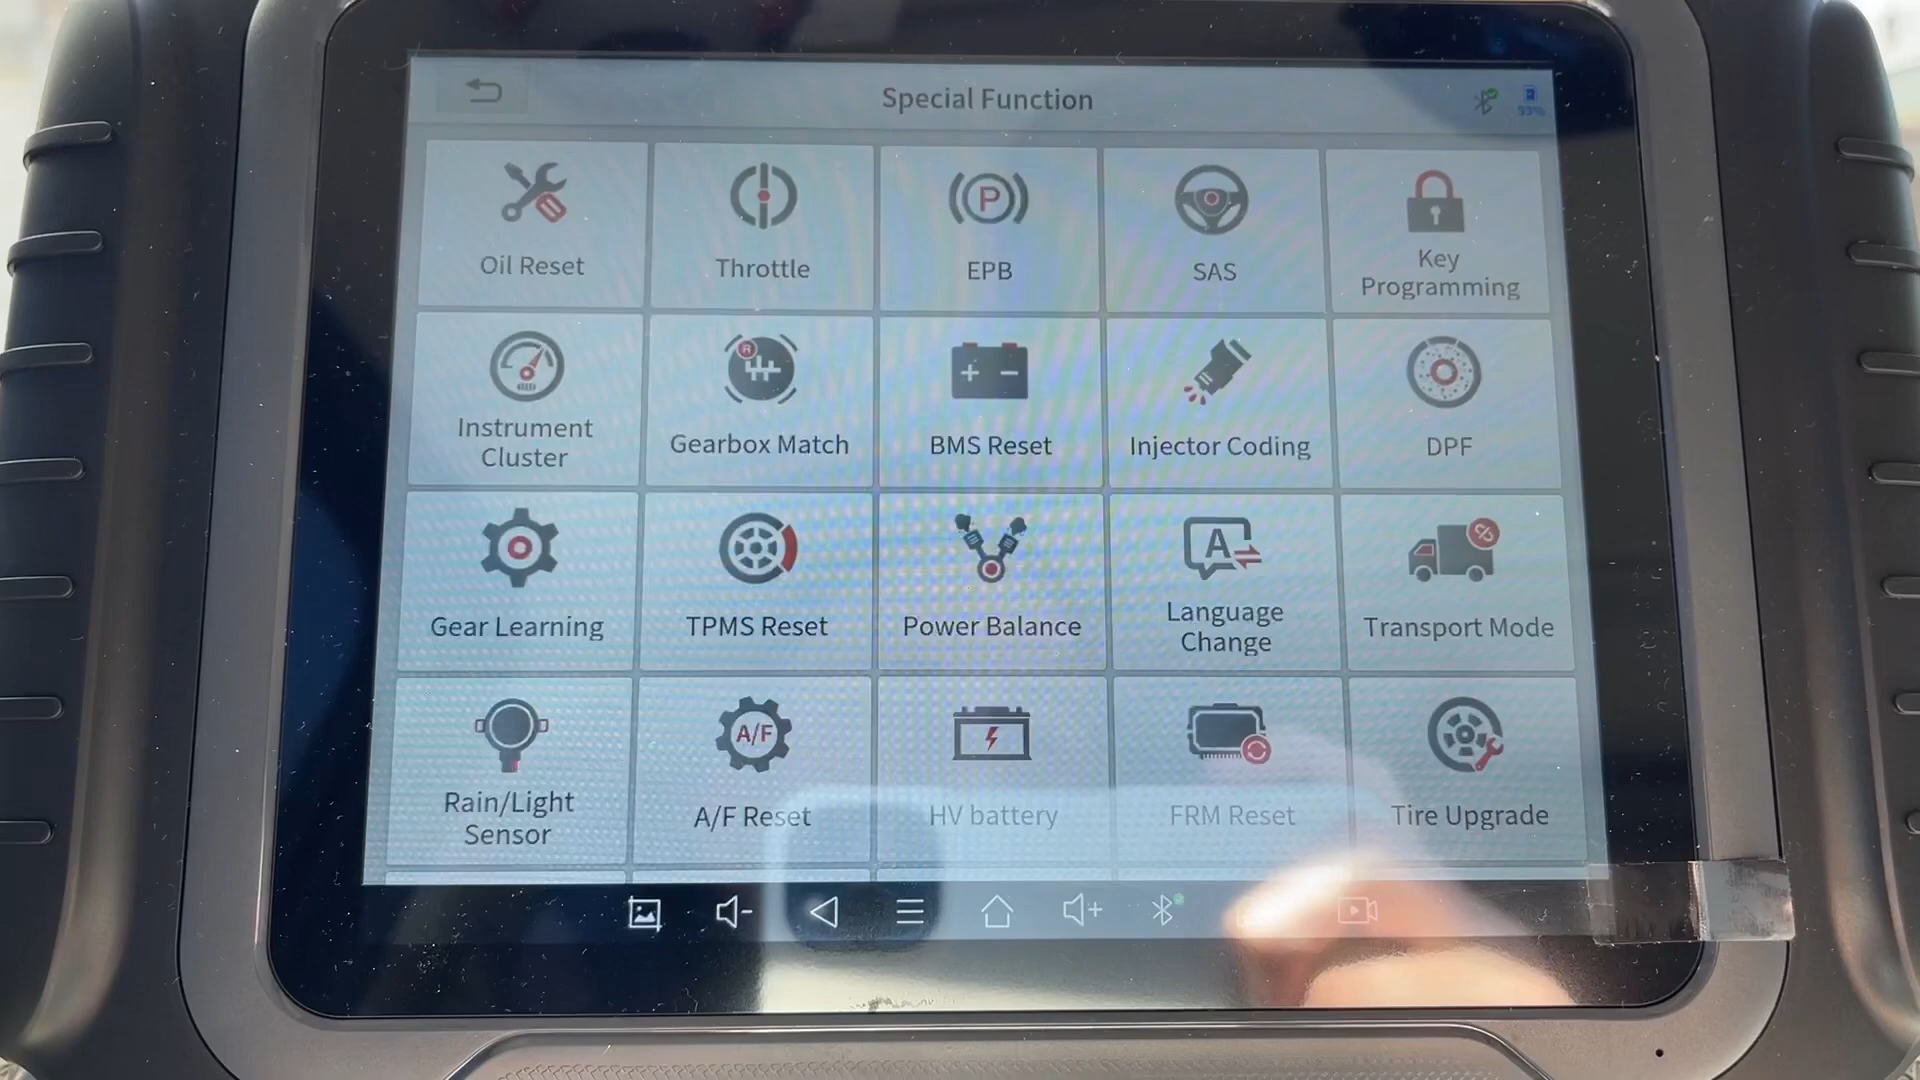 Special Function
93%
Oil Reset
Throttle
P
EPB
SAS
Key
Programming
Instrument
Cluster
R
Gearbox Match
+ -
BMS Reset
Injector Coding
DPF
Gear Learning
TPMS Reset
Power Balance
A
Language
Change
Transport Mode
Rain/Light
Sensor
A/F
A/F Reset
HV battery
FRM Reset
Tire Upgrade